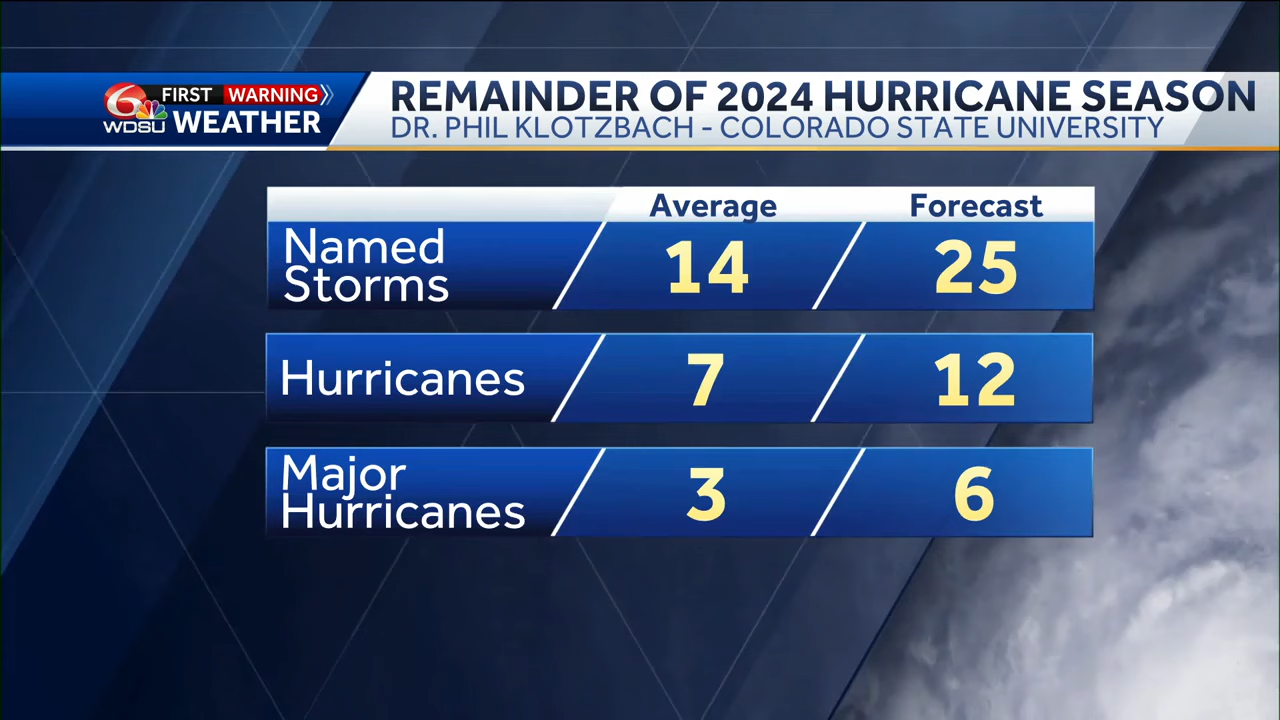 6
WDSU
FIRST WARNING
WEATHER
REMAINDER OF 2024 HURRICANE SEASON
DR. PHIL KLOTZBACH - COLORADO STATE UNIVERSITY
Average Forecast
Named
Storms
14 25
Hurricanes 7 12
Major
Hurricanes
3 6